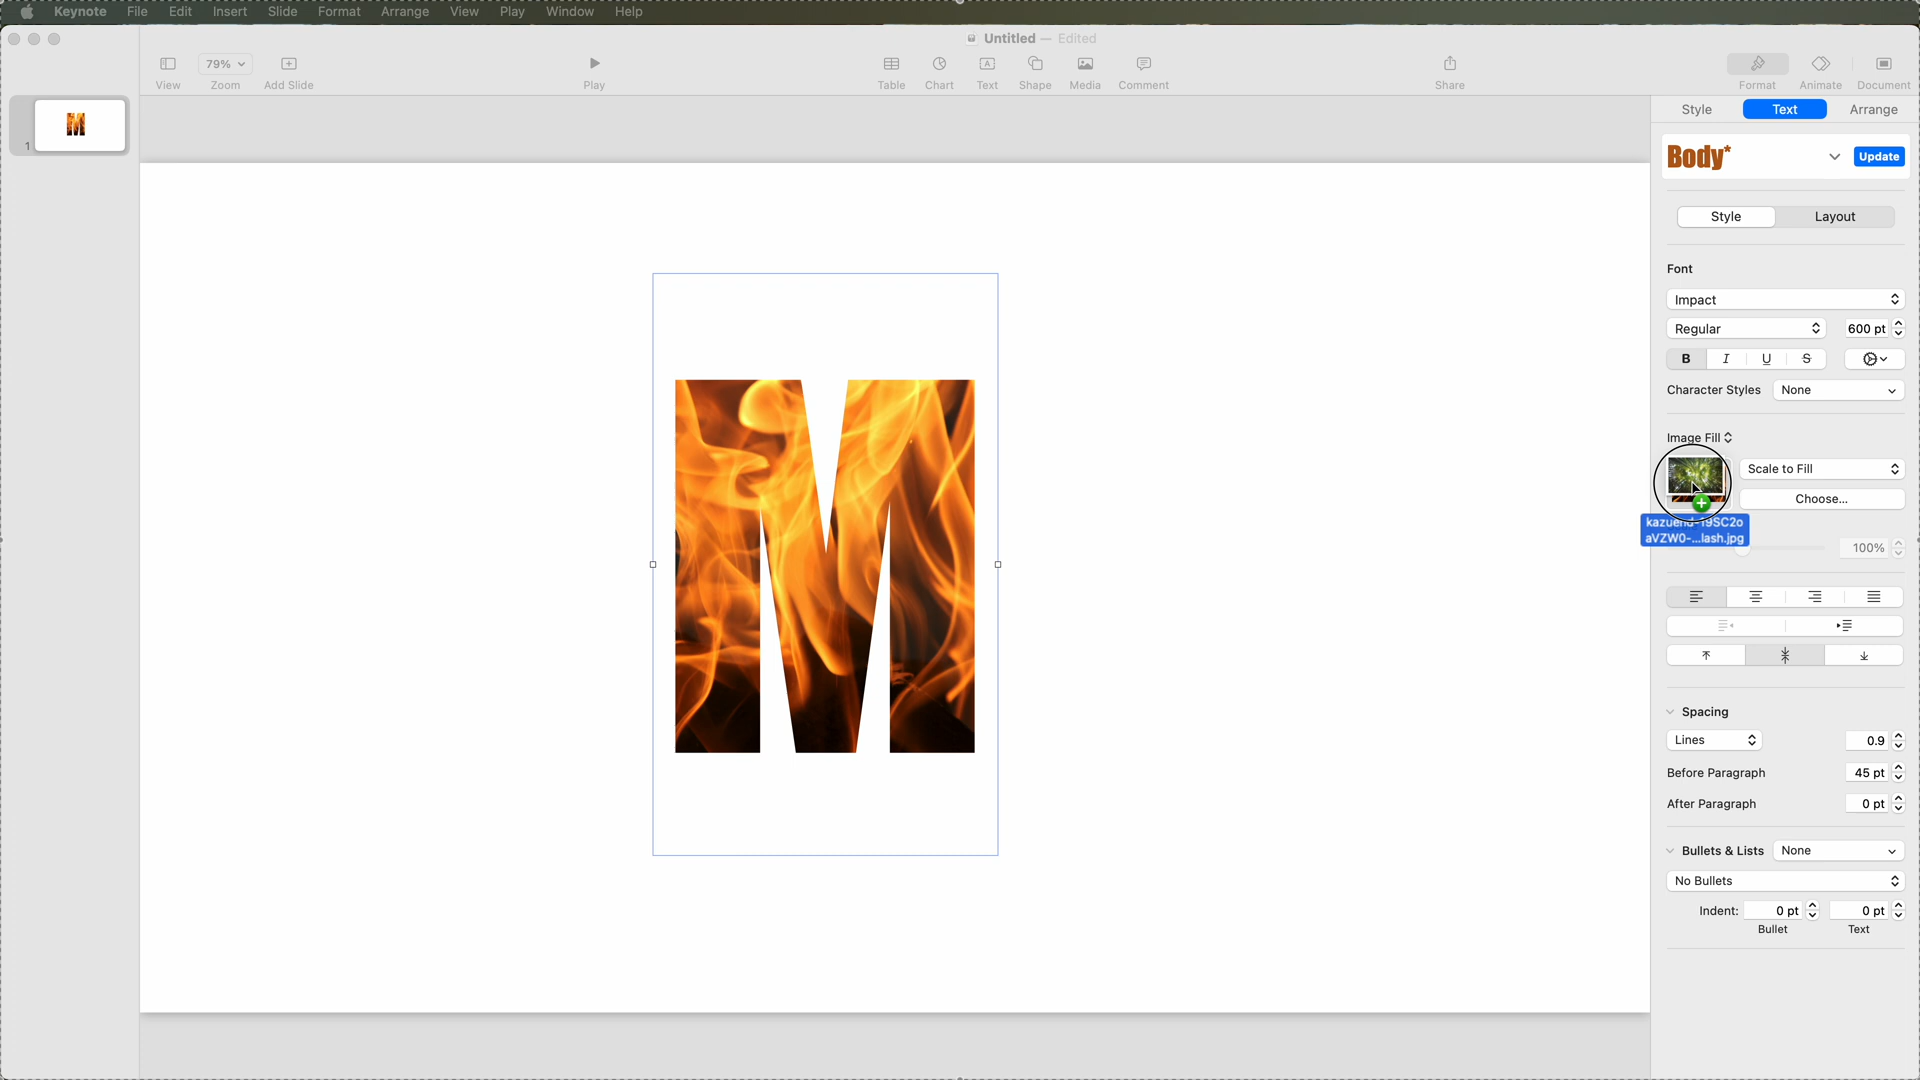 Keynote File Edit Insert Slide Format Arrange View Play Window Help
Untitled — Edited
79%
View Zoom Add Slide Play Table Chart Text Shape Media Comment Share Format Animate Document
Style Text Arrange
1
M
Body* Update
Style Layout
Font
Impact
Regular 600 pt
B I U S
Character Styles None
Image Fill
Scale to Fill
Choose...
kazuend-19SC2o
aVZW0-...lash.jpg
100%
Spacing
Lines 0.9
Before Paragraph 45 pt
After Paragraph 0 pt
Bullets & Lists None
No Bullets
Indent: 0 pt 0 pt
Bullet Text